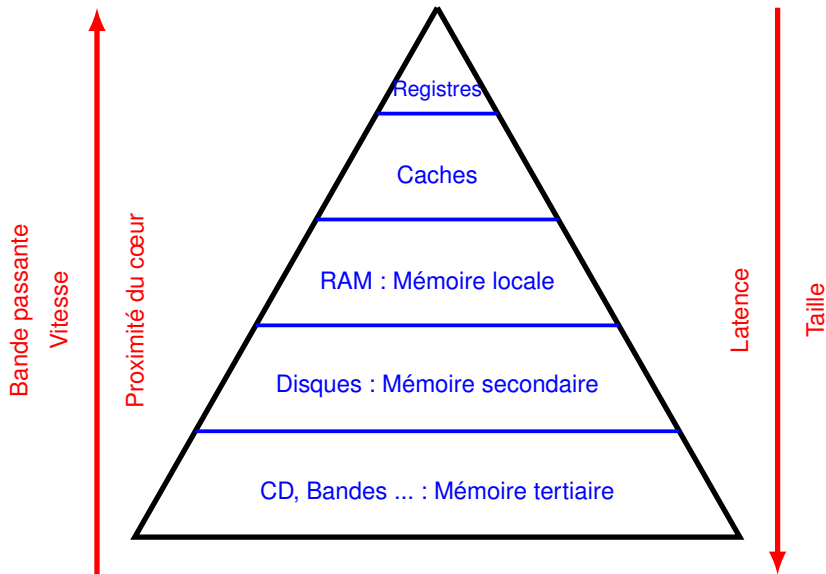 Registres
Caches
RAM : Mémoire locale
Disques : Mémoire secondaire
CD, Bandes ... : Mémoire tertiaire
Bande passante
Vitesse
Proximité du cœur
Latence
Taille